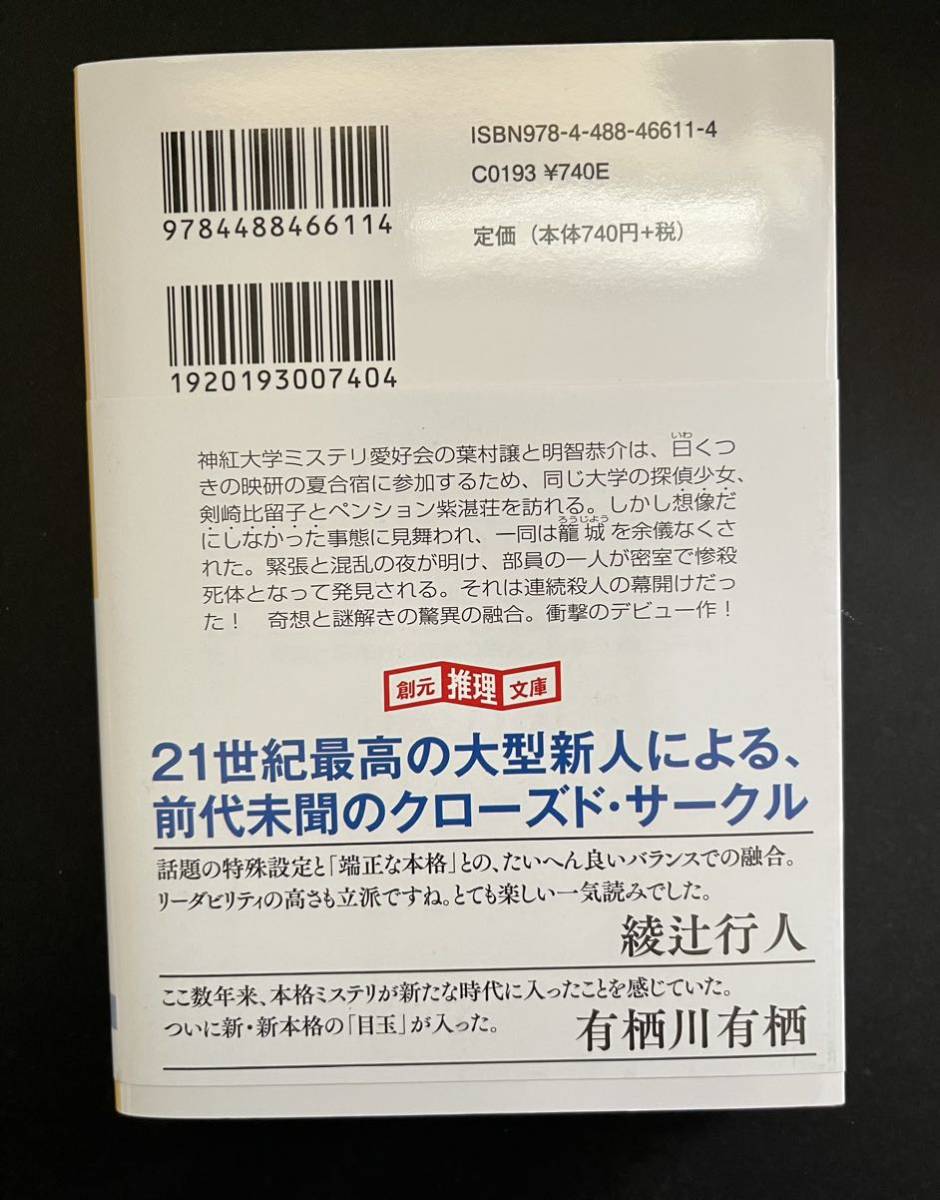 ISBN978-4-488-46611-4
C0193 ¥740E
定価（本体740円+税）
9784488466114
1920193007404
神紅大学ミステリ愛好会の葉村譲と明智恭介は、曰くつ
きの映研の夏合宿に参加するため、同じ大学の探偵少女、
剣崎比留子とペンション紫湛荘を訪れる。しかし想像だ
にしなかった事態に見舞われ、一同は籠城を余儀なくさ
れた。緊張と混乱の夜が明け、部員の一人が密室で惨殺
死体となって発見される。それは連続殺人の幕開けだっ
た！　奇想と謎解きの驚異の融合。衝撃のデビュー作！
創元推理文庫
21世紀最高の大型新人による、
前代未聞のクローズド・サークル
話題の特殊設定と「端正な本格」との、たいへん良いバランスでの融合。
リーダビリティの高さも立派ですね。とても楽しい一気読みでした。
綾辻行人
ここ数年来、本格ミステリが新たな時代に入ったことを感じていた。
ついに新・新本格の「目玉」が入った。
有栖川有栖